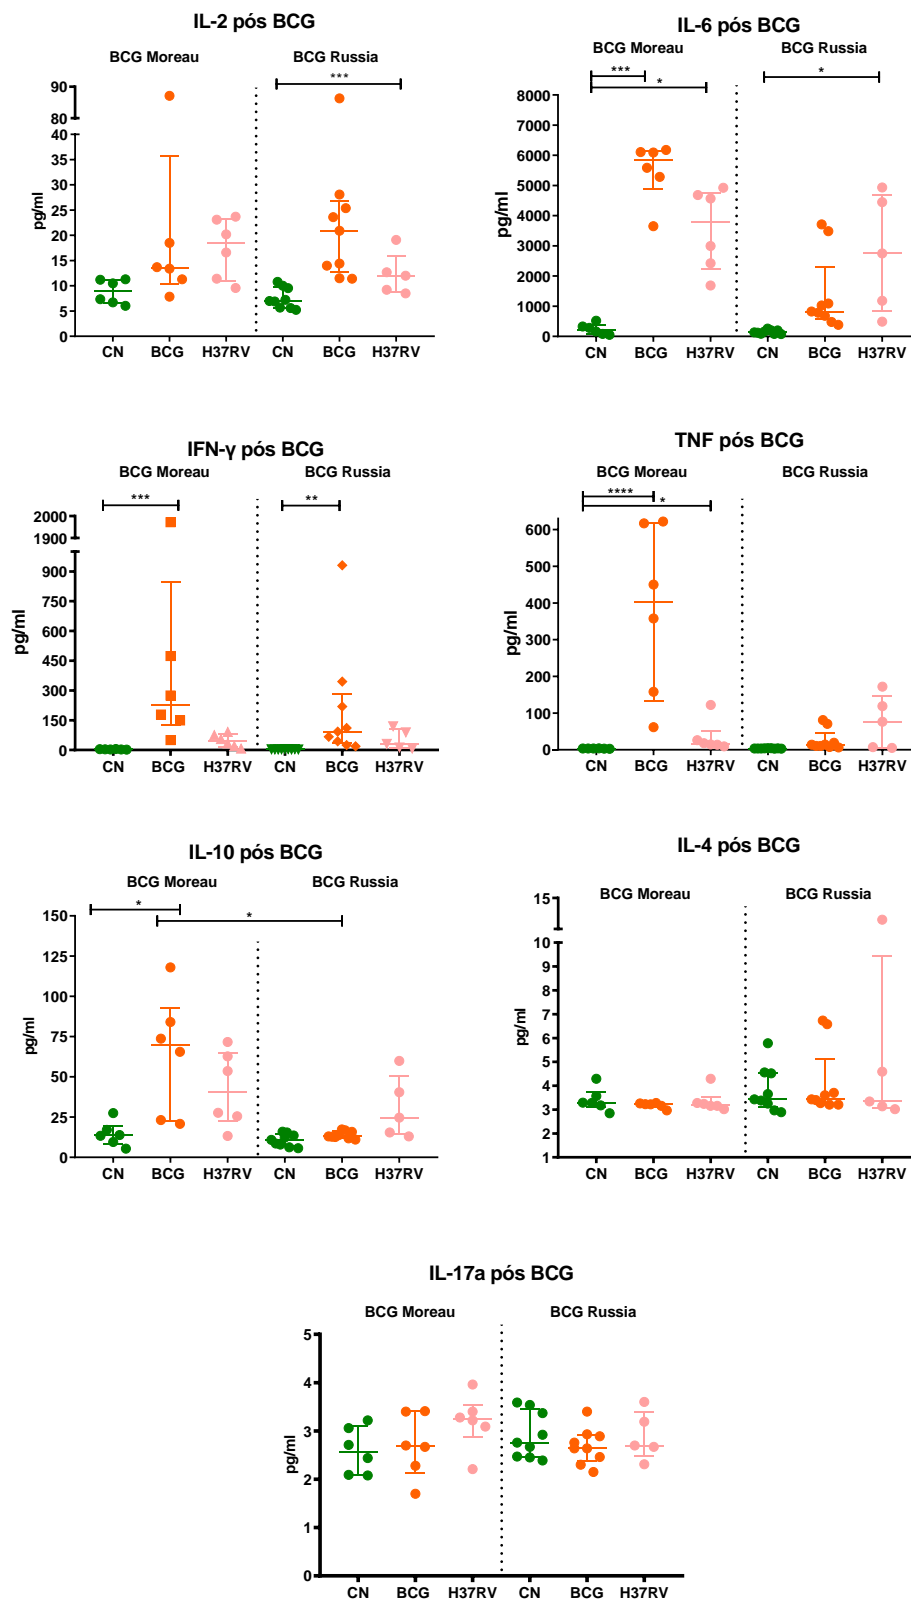 IL-2 pós BCG
BCG Moreau
BCG Russia
***
90
80
40
35
30
25
20
15
10
5
0
pg/ml
CN
BCG
H37RV
CN
BCG
H37RV
IL-6 pós BCG
BCG Moreau
BCG Russia
***
*
*
8000
7000
6000
5000
4000
3000
2000
1000
0
pg/ml
CN
BCG
H37RV
CN
BCG
H37RV
IFN-γ pós BCG
BCG Moreau
BCG Russia
***
**
2000
1900
900
750
600
450
300
150
0
pg/ml
CN
BCG
H37RV
CN
BCG
H37RV
TNF pós BCG
BCG Moreau
BCG Russia
****
*
600
500
400
300
200
100
0
pg/ml
CN
BCG
H37RV
CN
BCG
H37RV
IL-10 pós BCG
BCG Moreau
BCG Russia
*
*
150
125
100
75
50
25
0
pg/ml
CN
BCG
H37RV
CN
BCG
H37RV
IL-4 pós BCG
BCG Moreau
BCG Russia
15
10
9
8
7
6
5
4
3
2
1
pg/ml
CN
BCG
H37RV
CN
BCG
H37RV
IL-17a pós BCG
BCG Moreau
BCG Russia
5
4
3
2
1
0
pg/ml
CN
BCG
H37RV
CN
BCG
H37RV